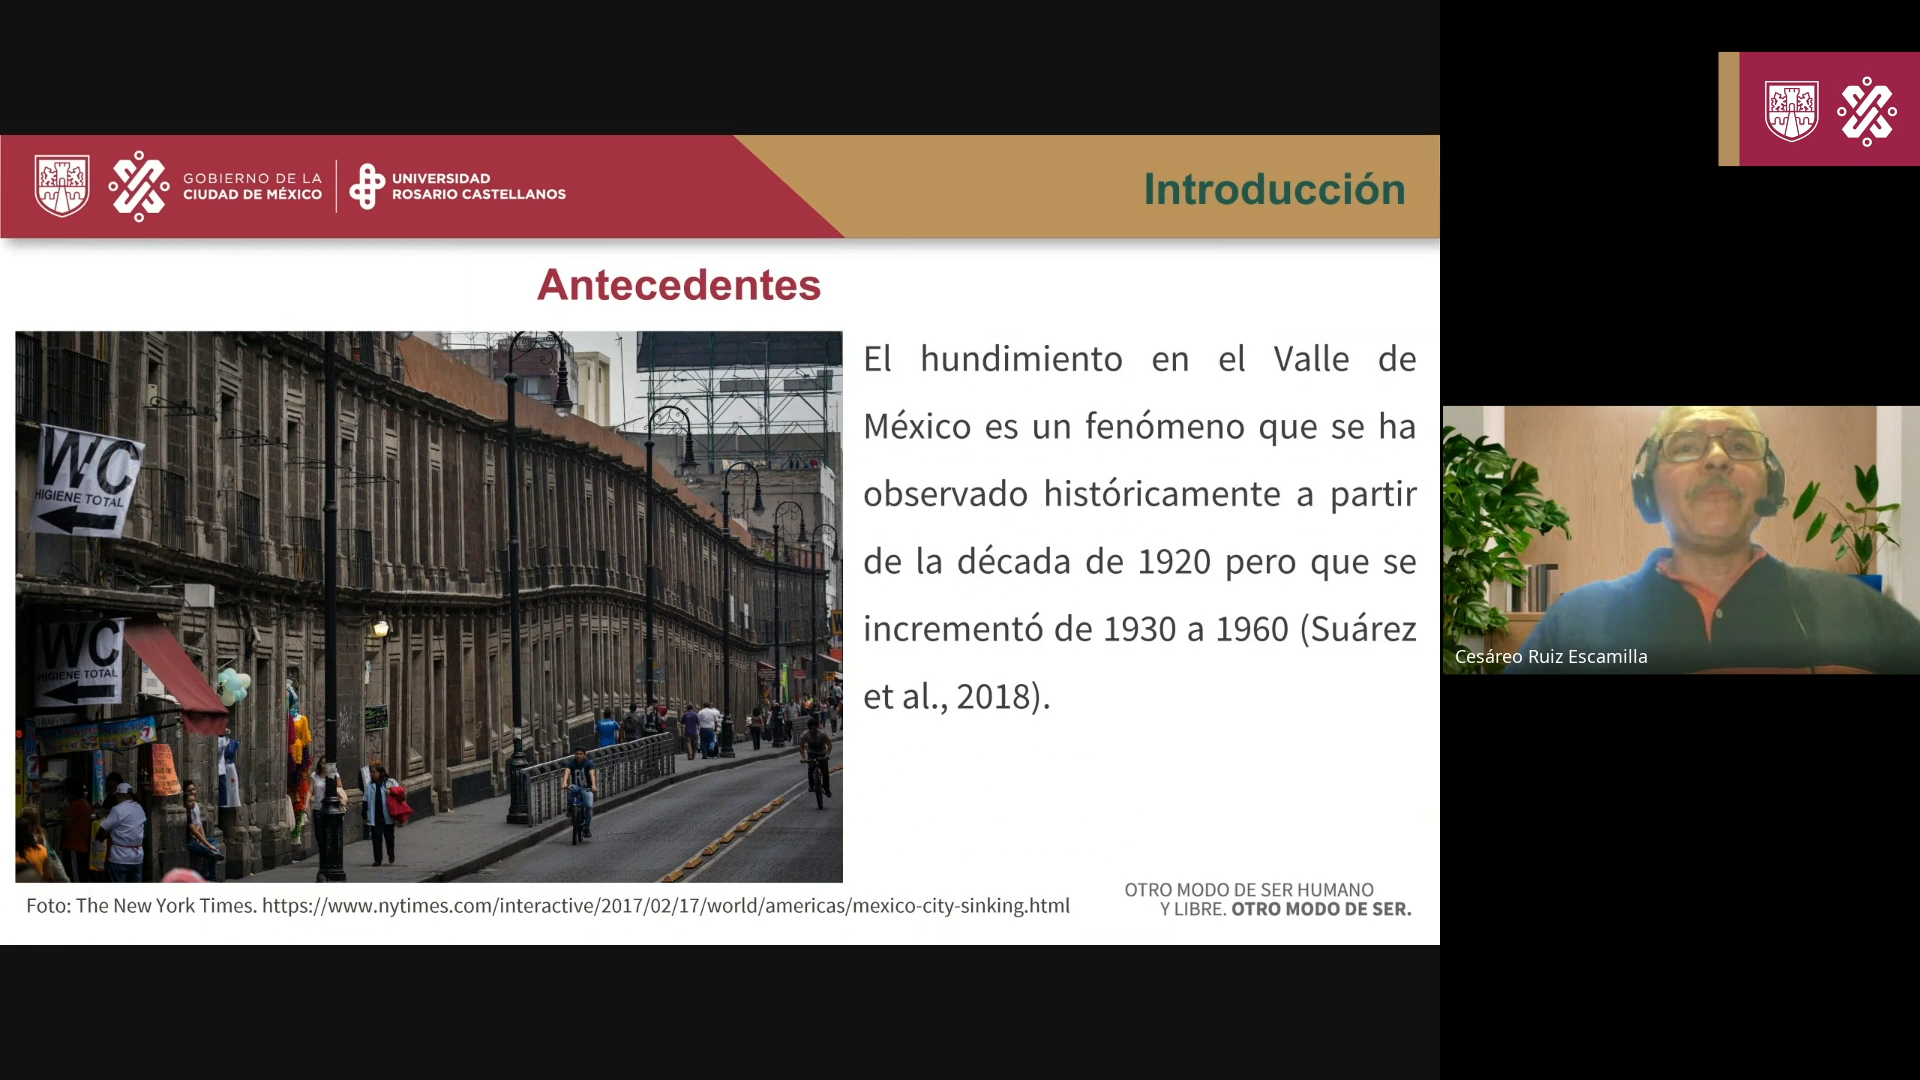 GOBIERNO DE LA
CIUDAD DE MÉXICO
UNIVERSIDAD
ROSARIO CASTELLANOS
Introducción
Antecedentes
WC
HIGIENE TOTAL
WC
HIGIENE TOTAL
El hundimiento en el Valle de
México es un fenómeno que se ha
observado históricamente a partir
de la década de 1920 pero que se
incrementó de 1930 a 1960 (Suárez
et al., 2018).
Foto: The New York Times. https://www.nytimes.com/interactive/2017/02/17/world/americas/mexico-city-sinking.html
OTRO MODO DE SER HUMANO
Y LIBRE. OTRO MODO DE SER.
Cesáreo Ruiz Escamilla